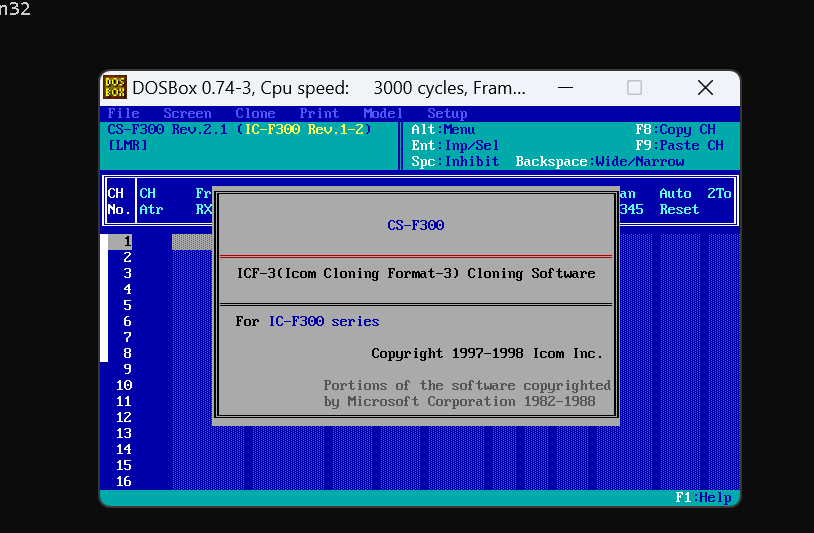 n32
DOS BOX DOSBox 0.74-3, Cpu speed: 3000 cycles, Fram...
File Screen Clone Print Model Setup
CS-F300 Rev.2.1 (IC-F300 Rev.1-2) Alt:Menu F8:Copy CH
[LMR] Ent:Inp/Sel F9:Paste CH
Spc:Inhibit Backspace:Wide/Narrow
CH CH Fr an Auto 2To
No. Atr RX 345 Reset
CS-F300
1
2
3 ICF-3(Icom Cloning Format-3) Cloning Software
4
5
6 For IC-F300 series
7
8 Copyright 1997-1998 Icom Inc.
9
10 Portions of the software copyrighted
11 by Microsoft Corporation 1982-1988
12
13
14
15
16
F1:Help